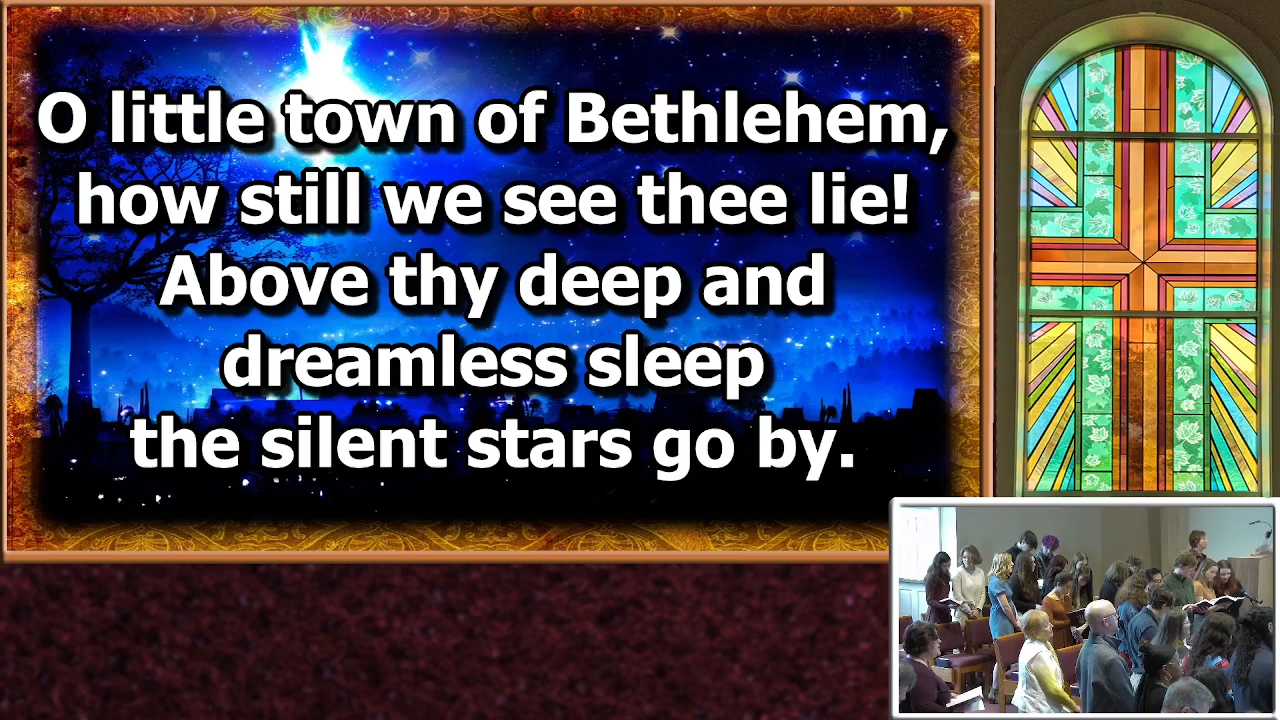 O little town of Bethlehem,
how still we see thee lie!
Above thy deep and
dreamless sleep
the silent stars go by.